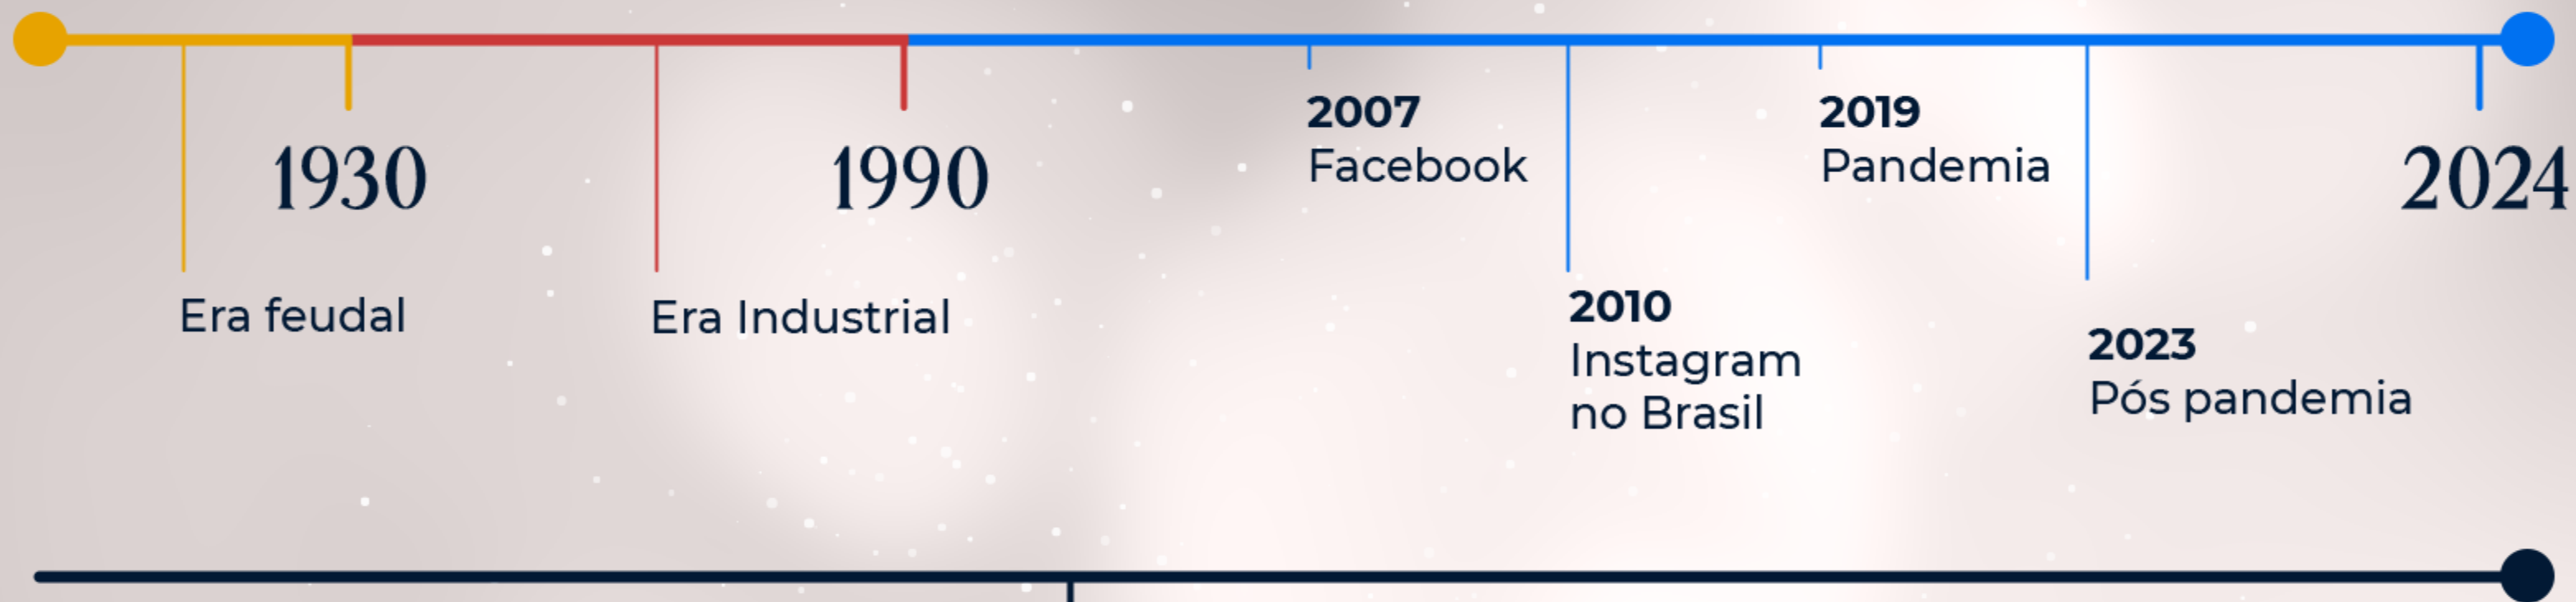 1930
1990
2007
Facebook
2019
Pandemia
2024
Era feudal
Era Industrial
2010
Instagram
no Brasil
2023
Pós pandemia